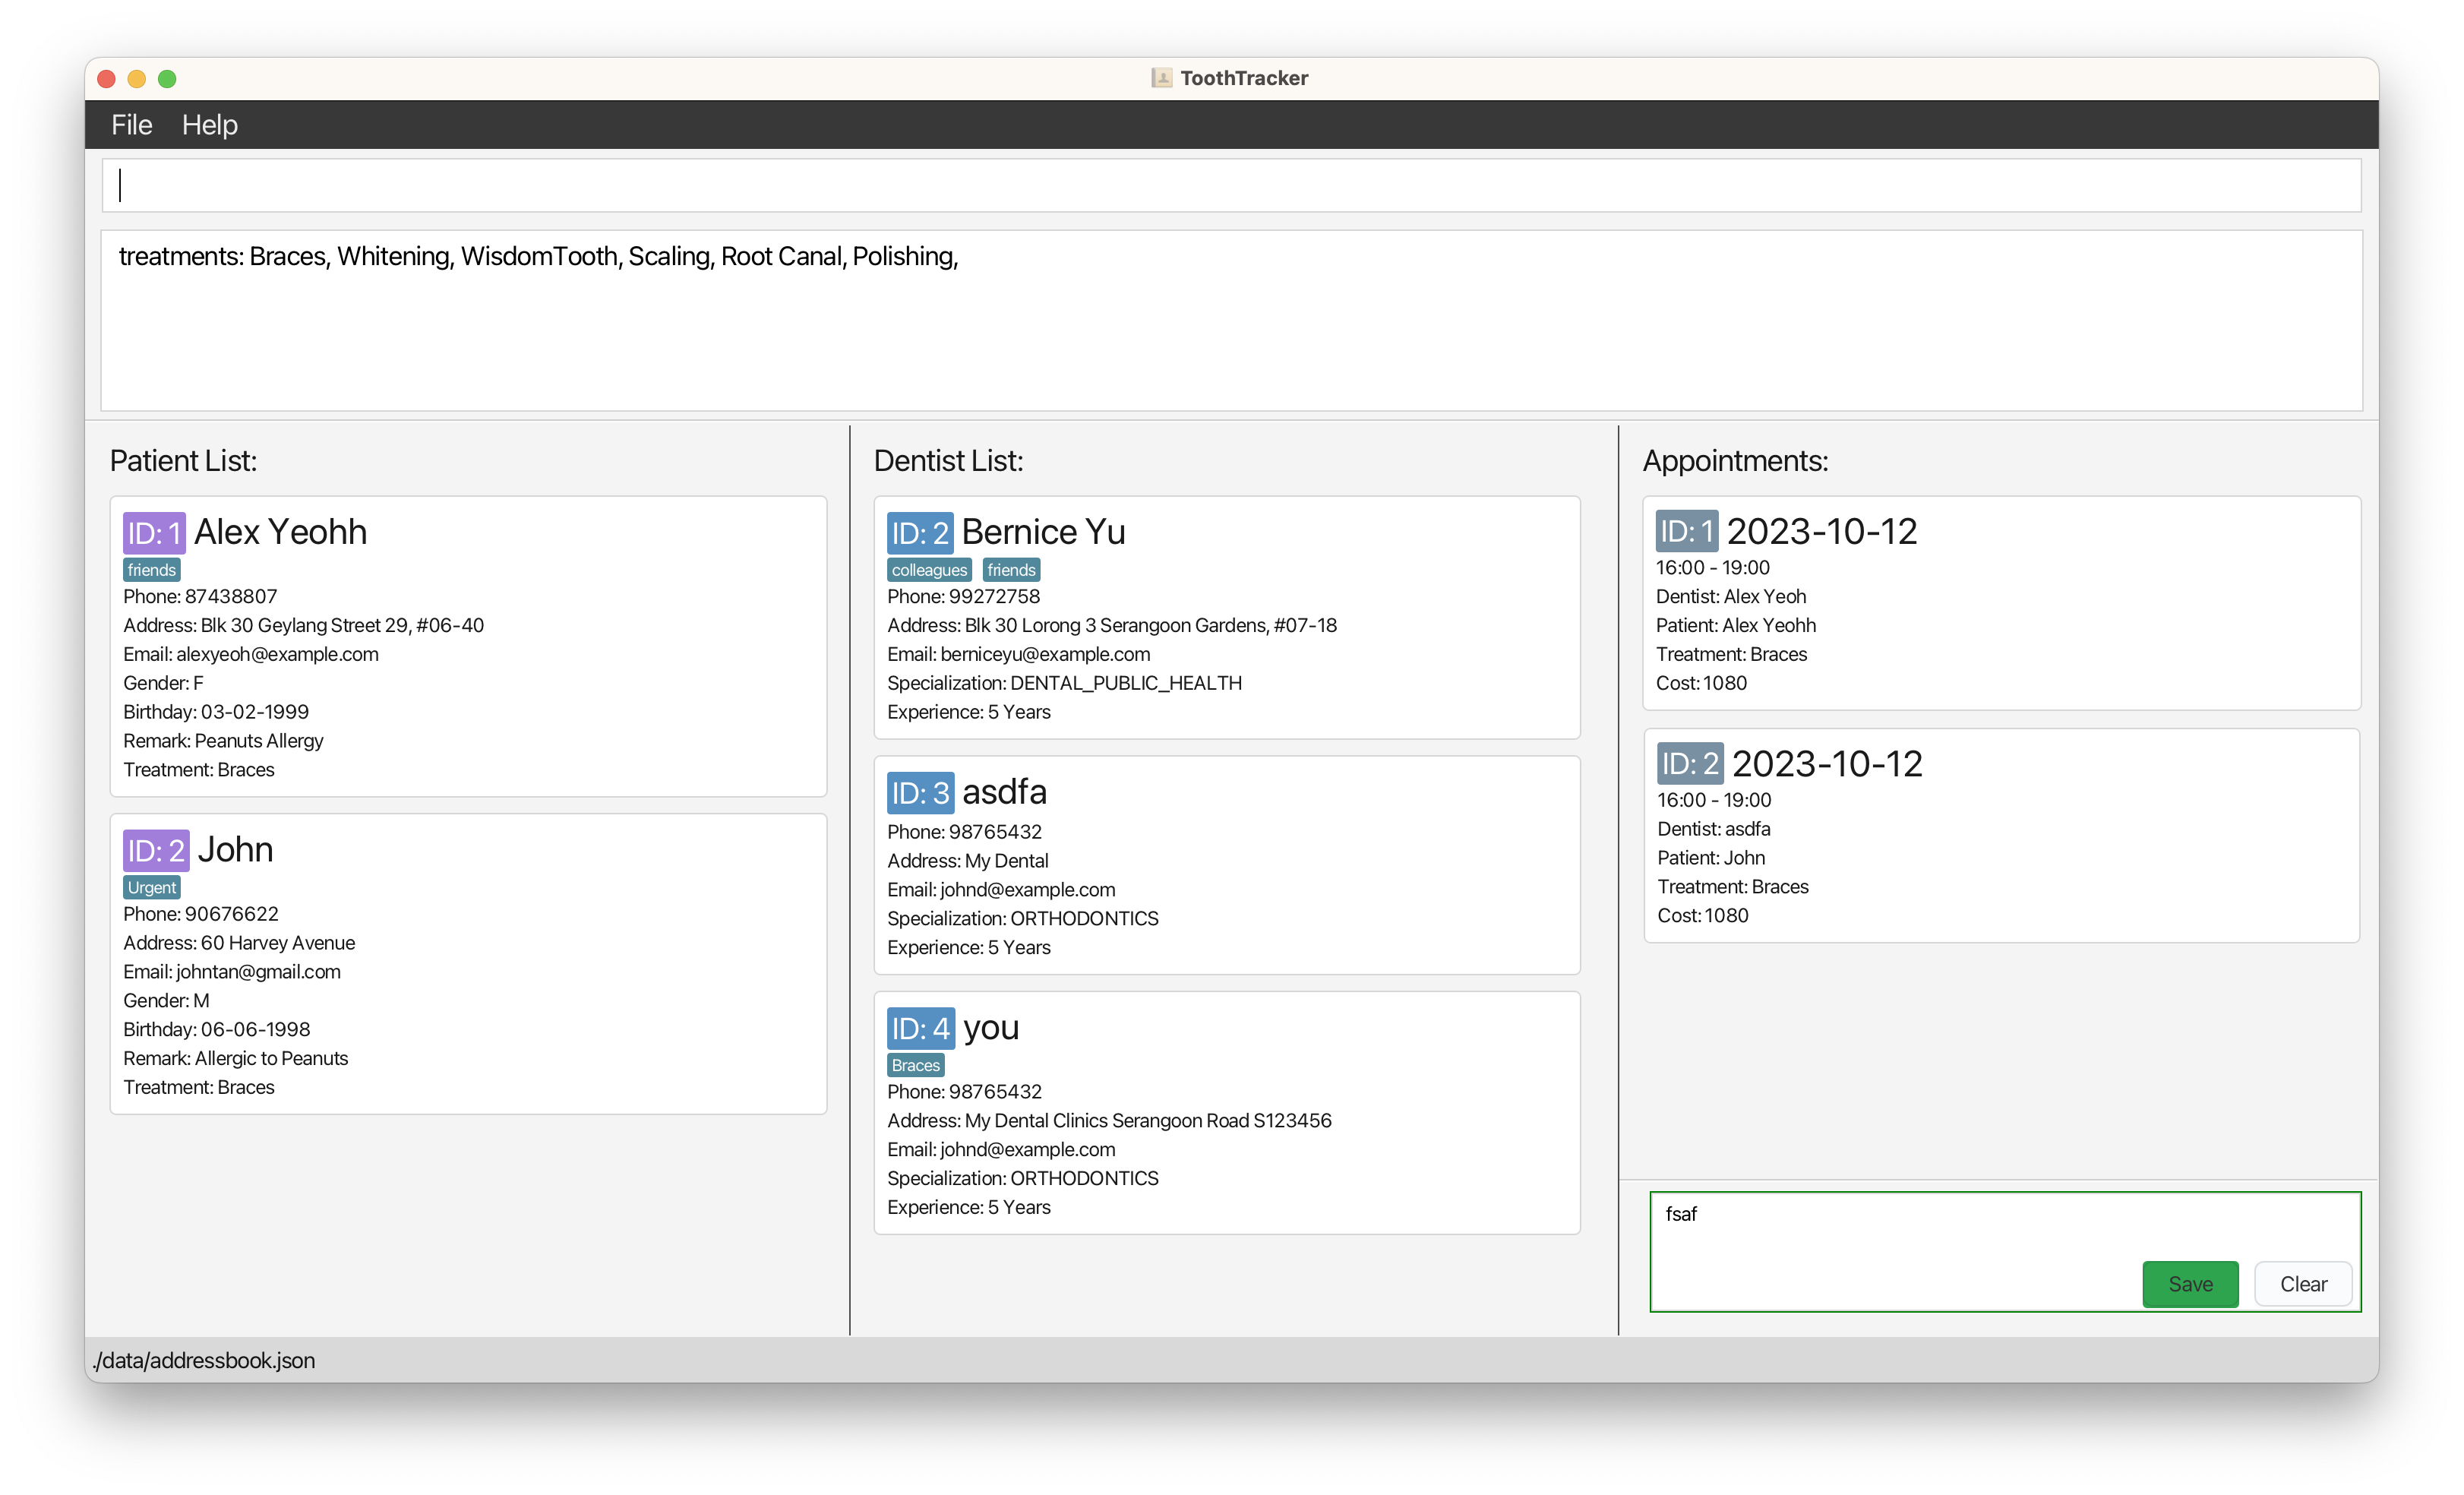 ToothTracker
File Help
treatments: Braces, Whitening, WisdomTooth, Scaling, Root Canal, Polishing,
Patient List:
ID: 1 Alex Yeohh
friends
Phone: 87438807
Address: Blk 30 Geylang Street 29, #06-40
Email: alexyeoh@example.com
Gender: F
Birthday: 03-02-1999
Remark: Peanuts Allergy
Treatment: Braces
ID: 2 John
Urgent
Phone: 90676622
Address: 60 Harvey Avenue
Email: johntan@gmail.com
Gender: M
Birthday: 06-06-1998
Remark: Allergic to Peanuts
Treatment: Braces
Dentist List:
ID: 2 Bernice Yu
colleagues friends
Phone: 99272758
Address: Blk 30 Lorong 3 Serangoon Gardens, #07-18
Email: berniceyu@example.com
Specialization: DENTAL_PUBLIC_HEALTH
Experience: 5 Years
ID: 3 asdfa
Phone: 98765432
Address: My Dental
Email: johnd@example.com
Specialization: ORTHODONTICS
Experience: 5 Years
ID: 4 you
Braces
Phone: 98765432
Address: My Dental Clinics Serangoon Road S123456
Email: johnd@example.com
Specialization: ORTHODONTICS
Experience: 5 Years
Appointments:
ID: 1 2023-10-12
16:00 - 19:00
Dentist: Alex Yeoh
Patient: Alex Yeohh
Treatment: Braces
Cost: 1080
ID: 2 2023-10-12
16:00 - 19:00
Dentist: asdfa
Patient: John
Treatment: Braces
Cost: 1080
fsaf
Save Clear
./data/addressbook.json